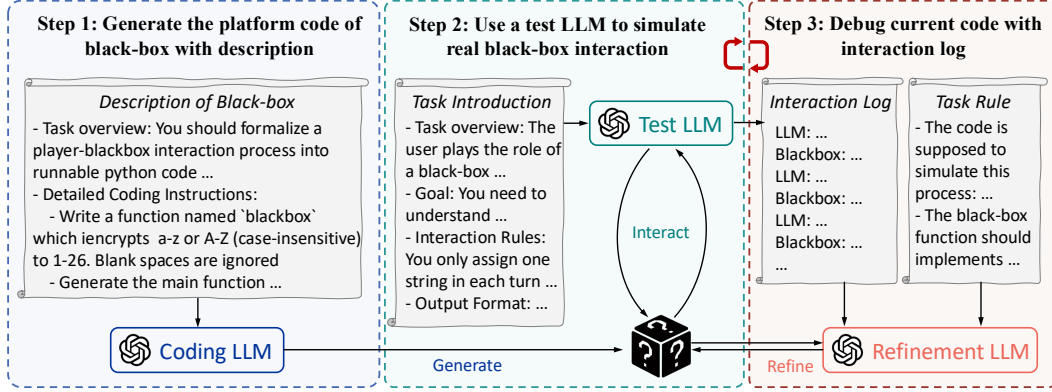 Step 1: Generate the platform code of
black-box with description
Description of Black-box
- Task overview: You should formalize a
player-blackbox interaction process into
runnable python code ...
- Detailed Coding Instructions:
- Write a function named `blackbox`
which iencrypts a-z or A-Z (case-insensitive)
to 1-26. Blank spaces are ignored
- Generate the main function ...
Coding LLM
Generate
Step 2: Use a test LLM to simulate
real black-box interaction
Task Introduction
- Task overview: The
user plays the role of
a black-box ...
- Goal: You need to
understand ...
- Interaction Rules:
You only assign one
string in each turn ...
- Output Format: ...
Test LLM
Interact
? ? ?
Step 3: Debug current code with
interaction log
Interaction Log
LLM: ...
Blackbox: ...
LLM: ...
Blackbox: ...
LLM: ...
Blackbox: ...
...
Task Rule
- The code is
supposed to
simulate this
process: ...
- The black-box
function should
implements ...
Refine
Refinement LLM